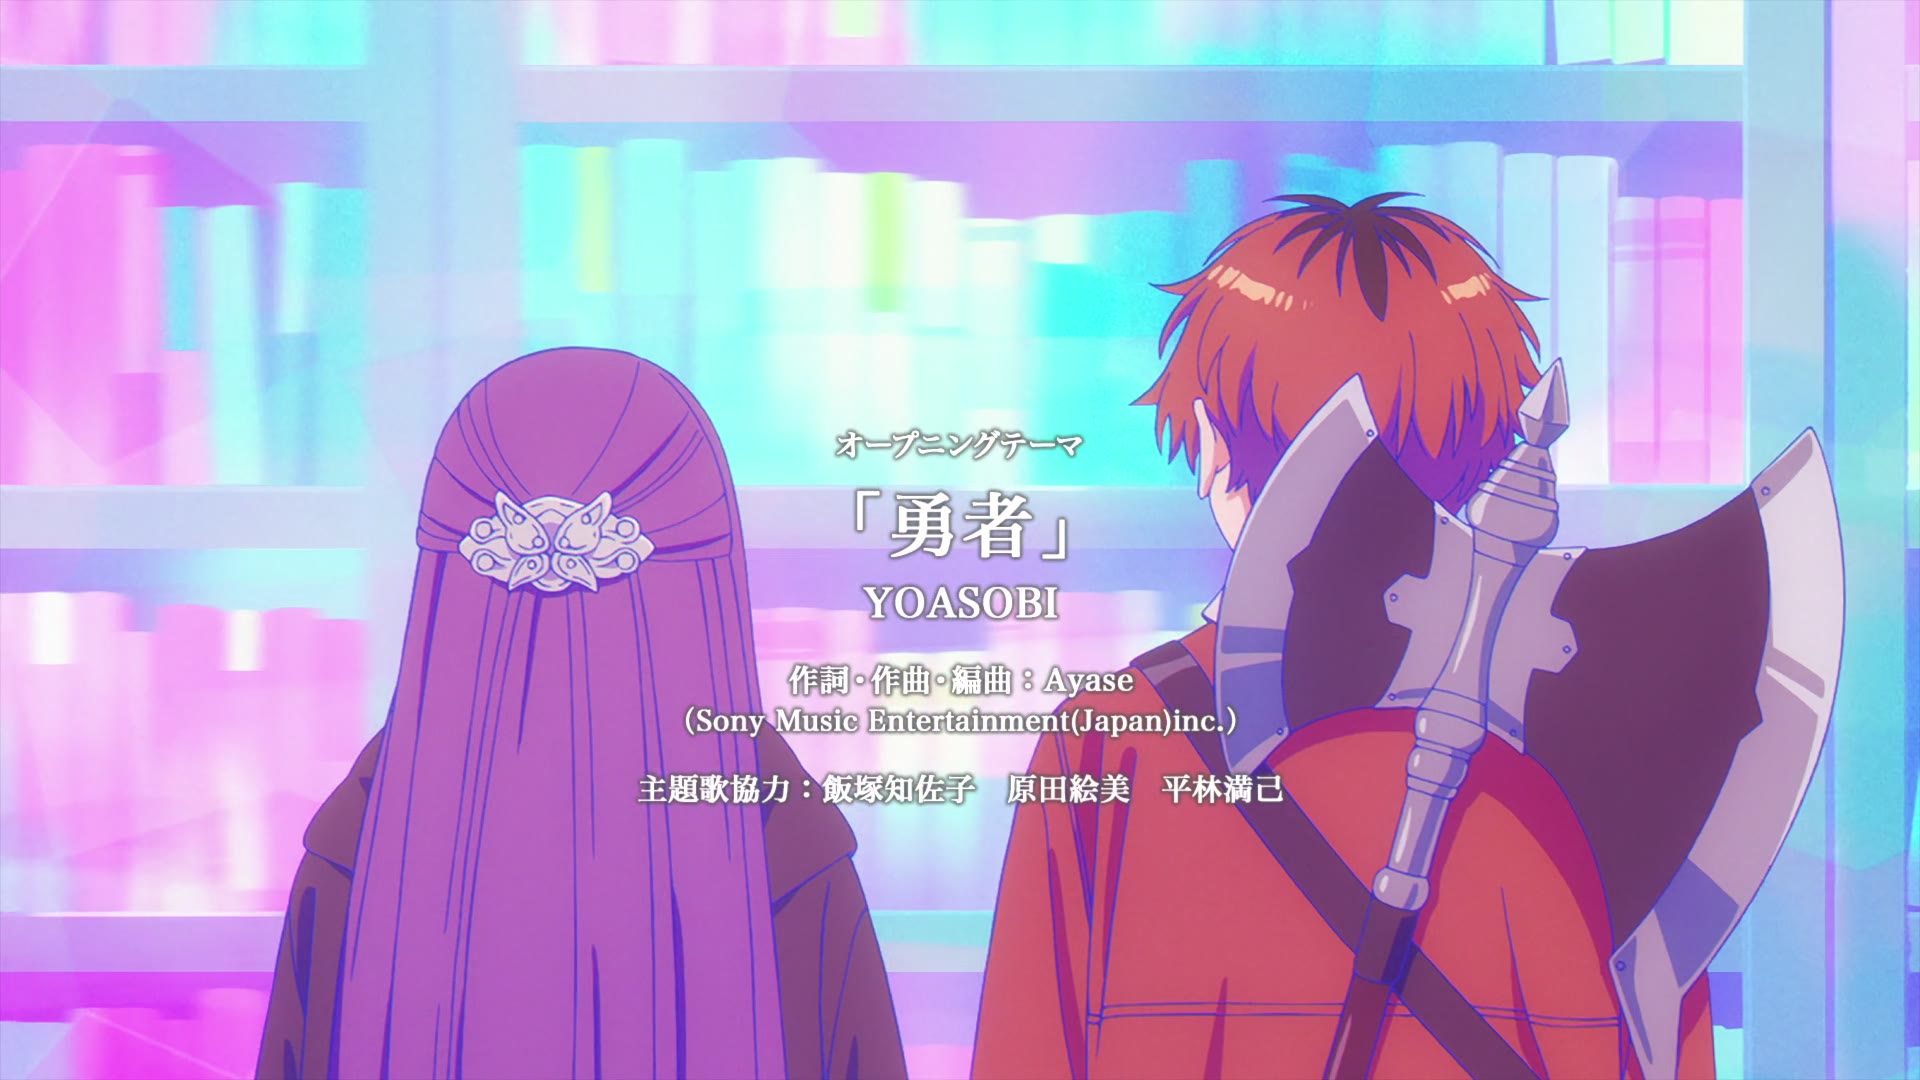 オープニングテーマ
「勇者」
YOASOBI
作詞・作曲・編曲：Ayase
(Sony Music Entertainment(Japan)inc.)
主題歌協力：飯塚知佐子　原田絵美　平林満己